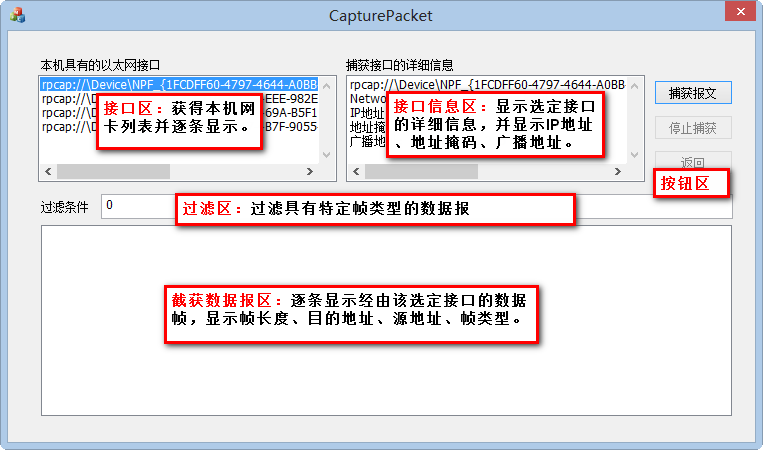 CapturePacket
本机具有的以太网接口
rpcap://\Device\NPF_{1FCDFF60-4797-4644-A0BB
rpcap://\D
EEE-982E
69A-B5F1
rpcap://\D
B7F-9055
接口区：获得本机网
卡列表并逐条显示。
捕获接口的详细信息
rpcap://\Device\NPF_{1FCDFF60-4797-4644-A0BB
Networ
IP地址
地址掩
广播地
接口信息区：显示选定接口
的详细信息，并显示IP地址
、地址掩码、广播地址。
捕获报文
停止捕获
返回
按钮区
过滤条件
0
过滤区：过滤具有特定帧类型的数据报
截获数据报区：逐条显示经由该选定接口的数据
帧，显示帧长度、目的地址、源地址、帧类型。